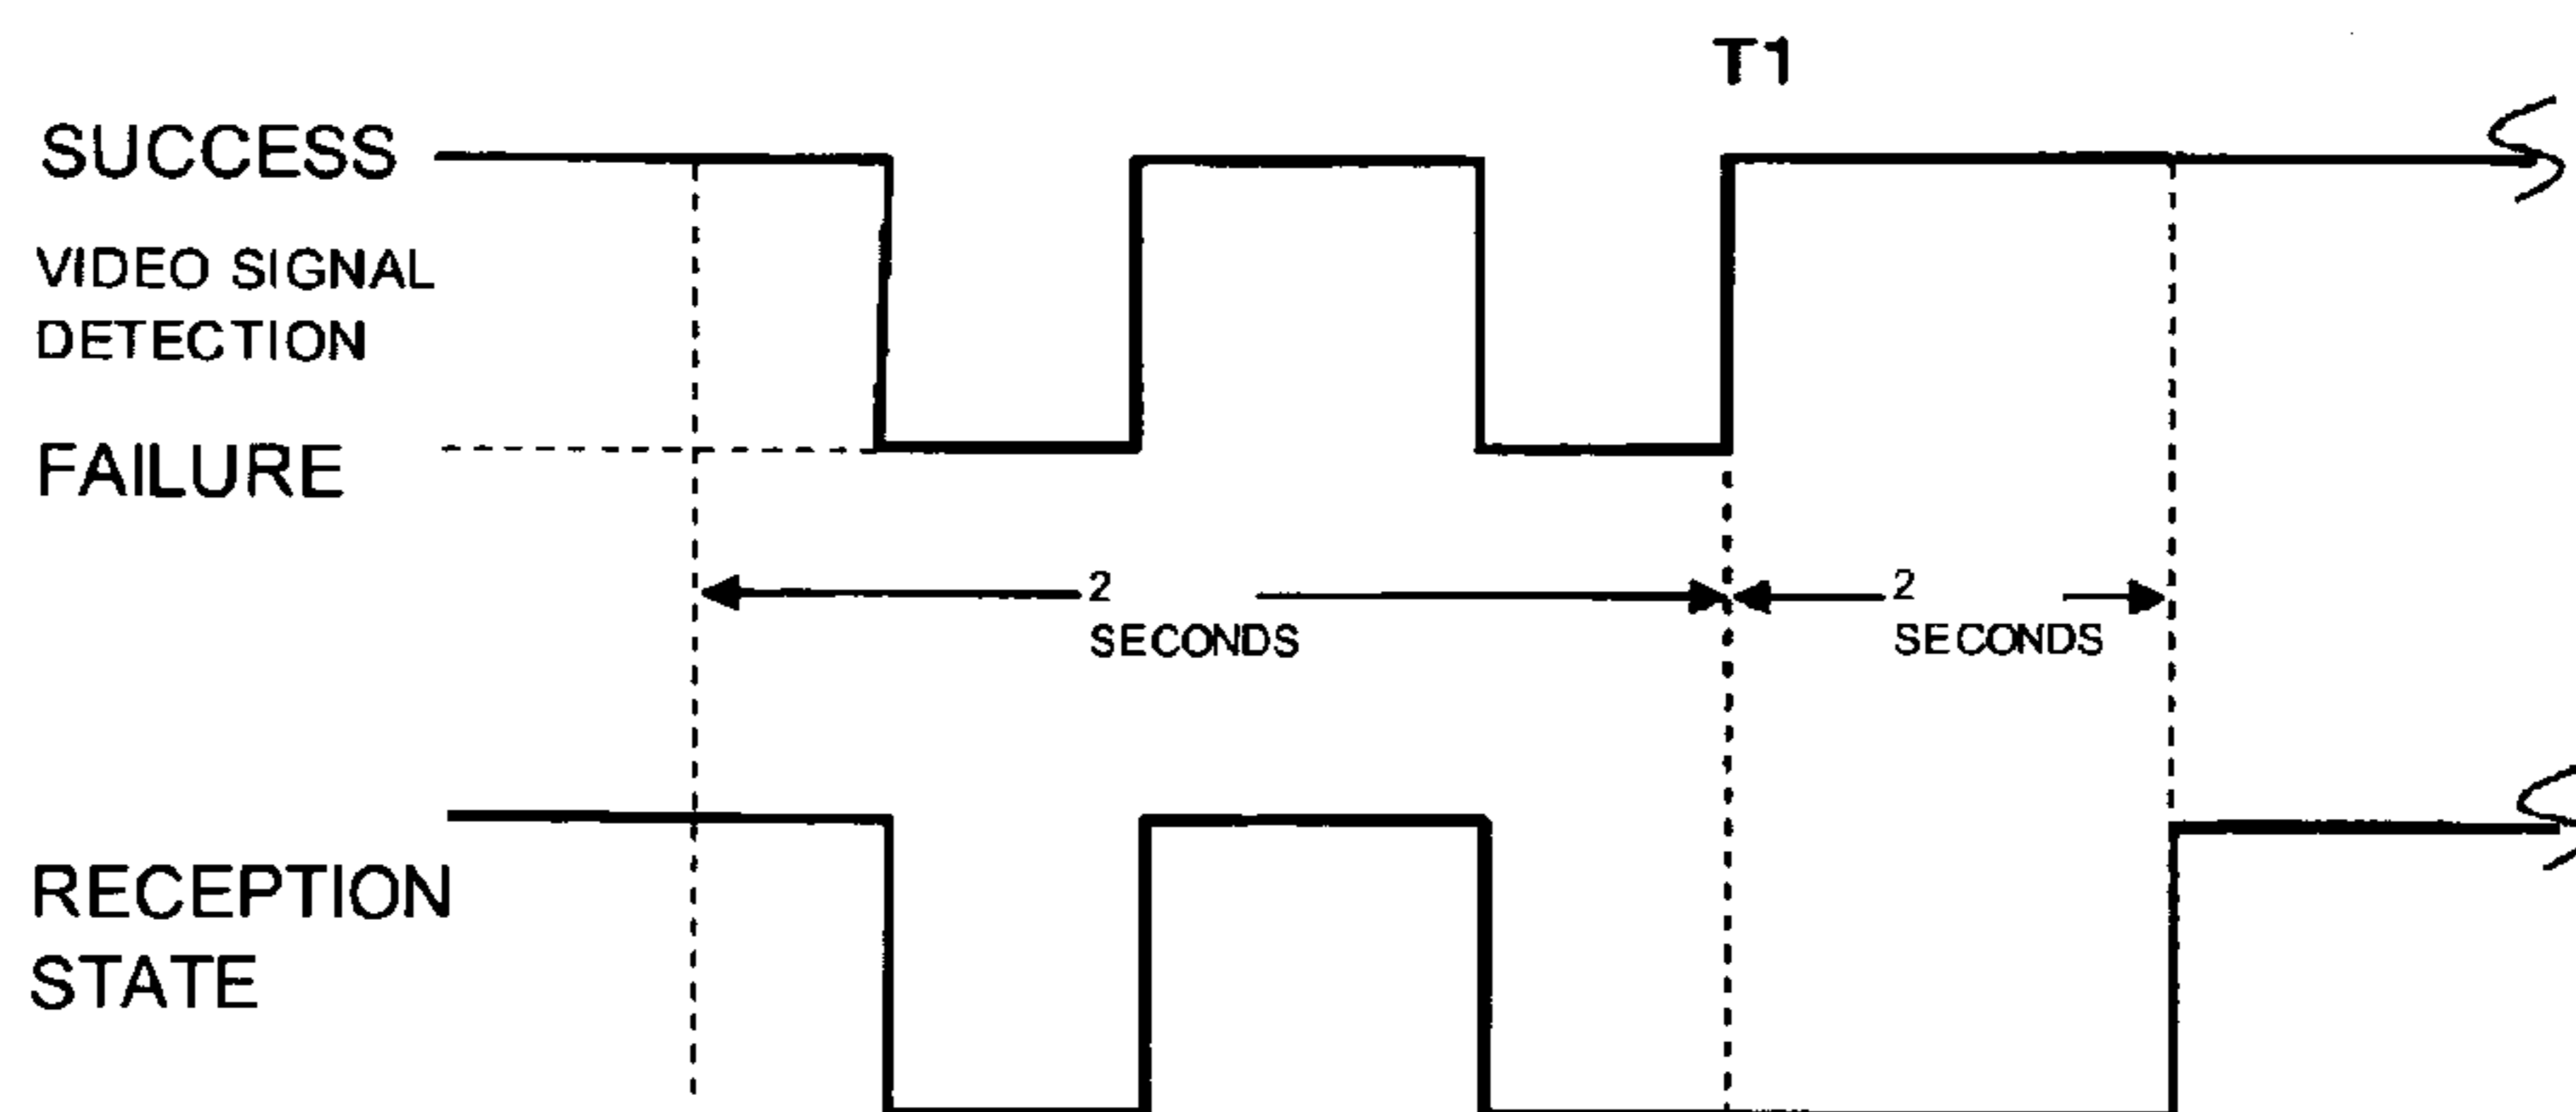 T1
SUCCESS
VIDEO SIGNAL
DETECTION
FAILURE
2
SECONDS
2
SECONDS
RECEPTION
STATE